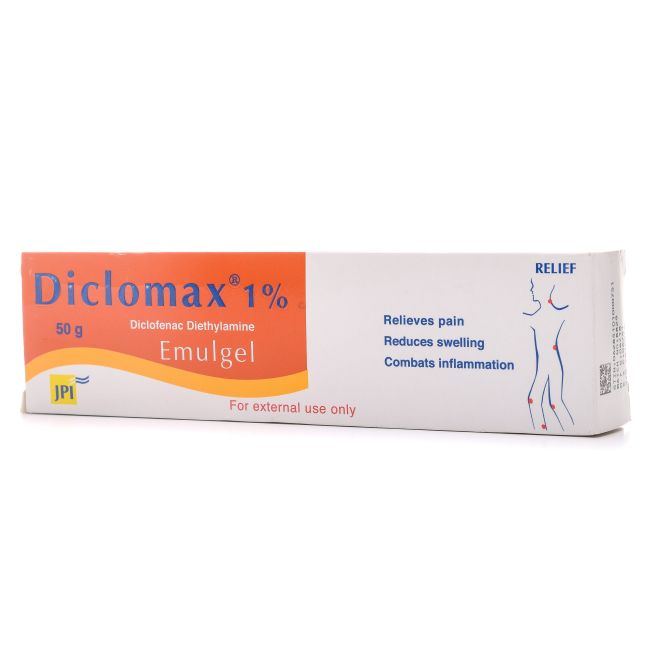 Diclomax® 1%
50 g
Diclofenac Diethylamine
Emulgel
JPI
For external use only
Relieves pain
Reduces swelling
Combats inflammation
RELIEF